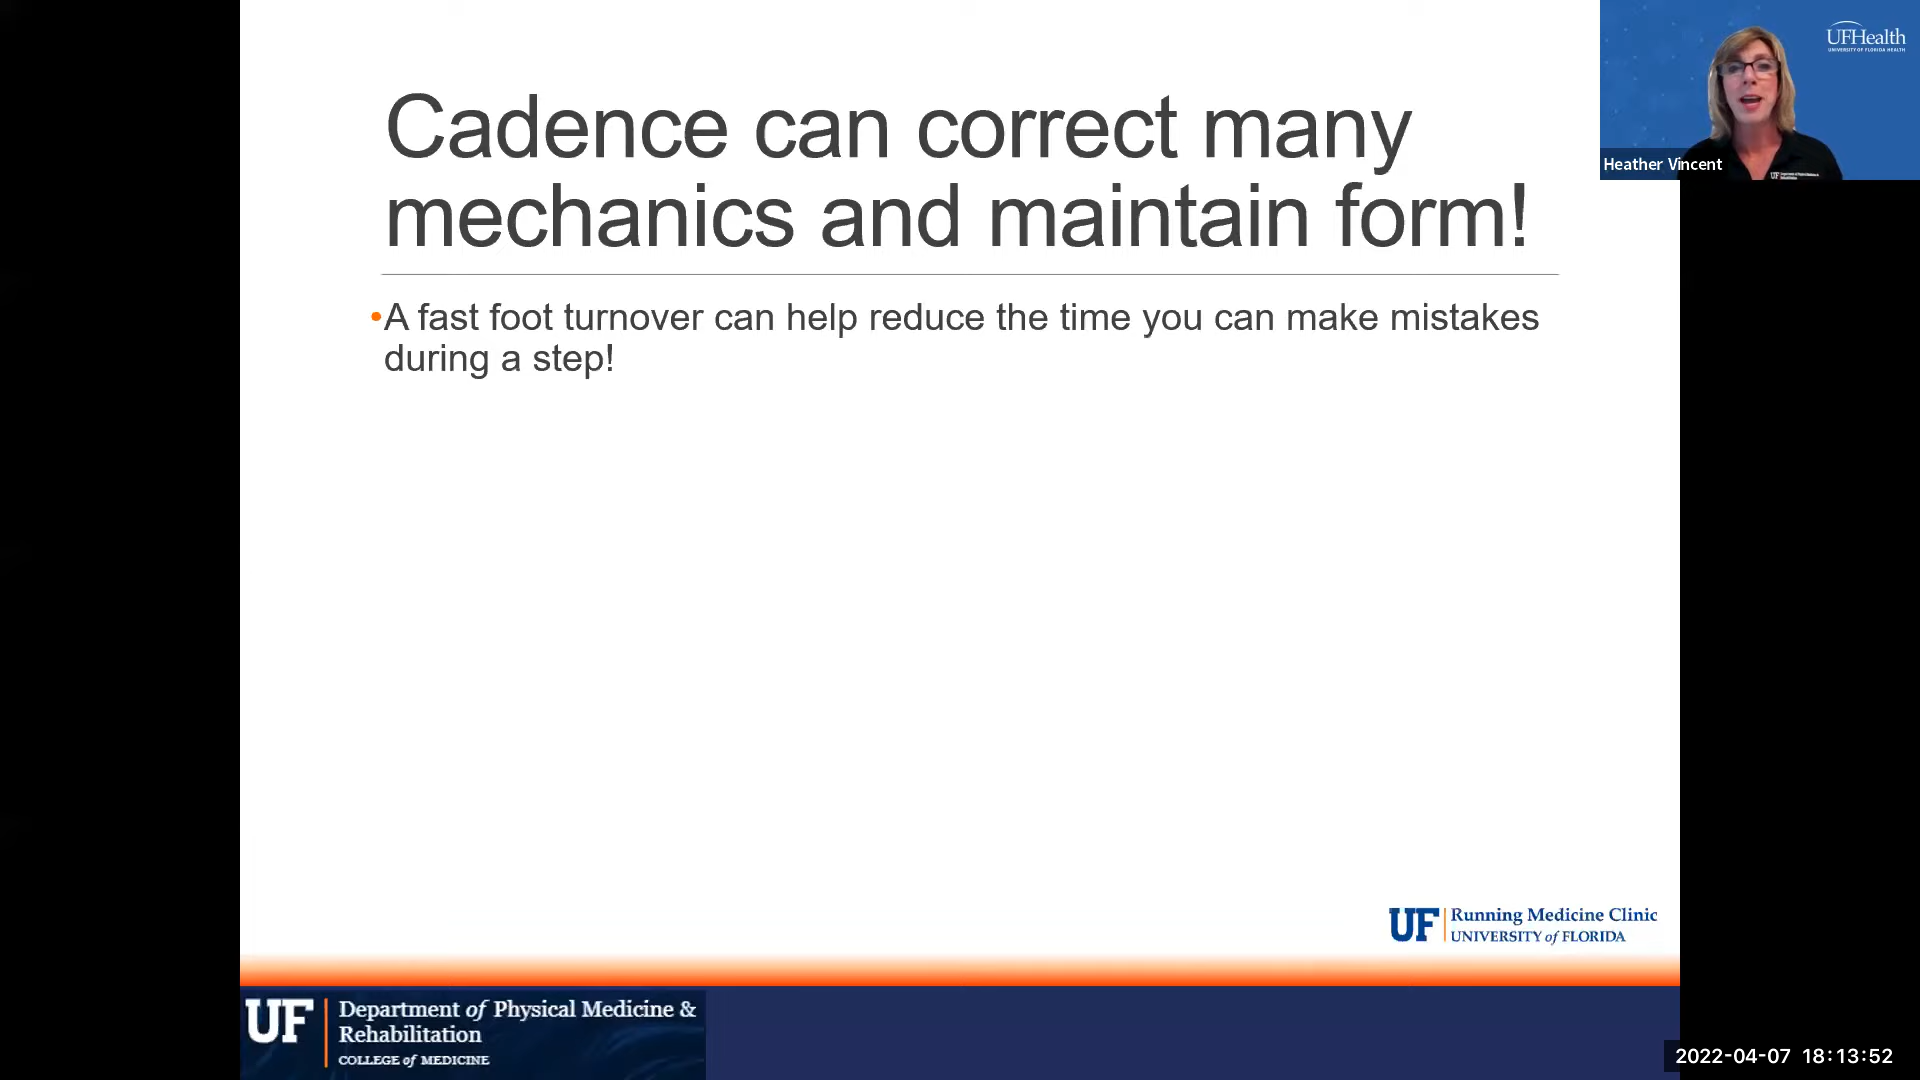 Cadence can correct many
mechanics and maintain form!
•A fast foot turnover can help reduce the time you can make mistakes
during a step!
UFHealth
UNIVERSITY OF FLORIDA HEALTH
Heather Vincent
UF Running Medicine Clinic
UNIVERSITY of FLORIDA
UF Department of Physical Medicine &
Rehabilitation
COLLEGE of MEDICINE
2022-04-07 18:13:52